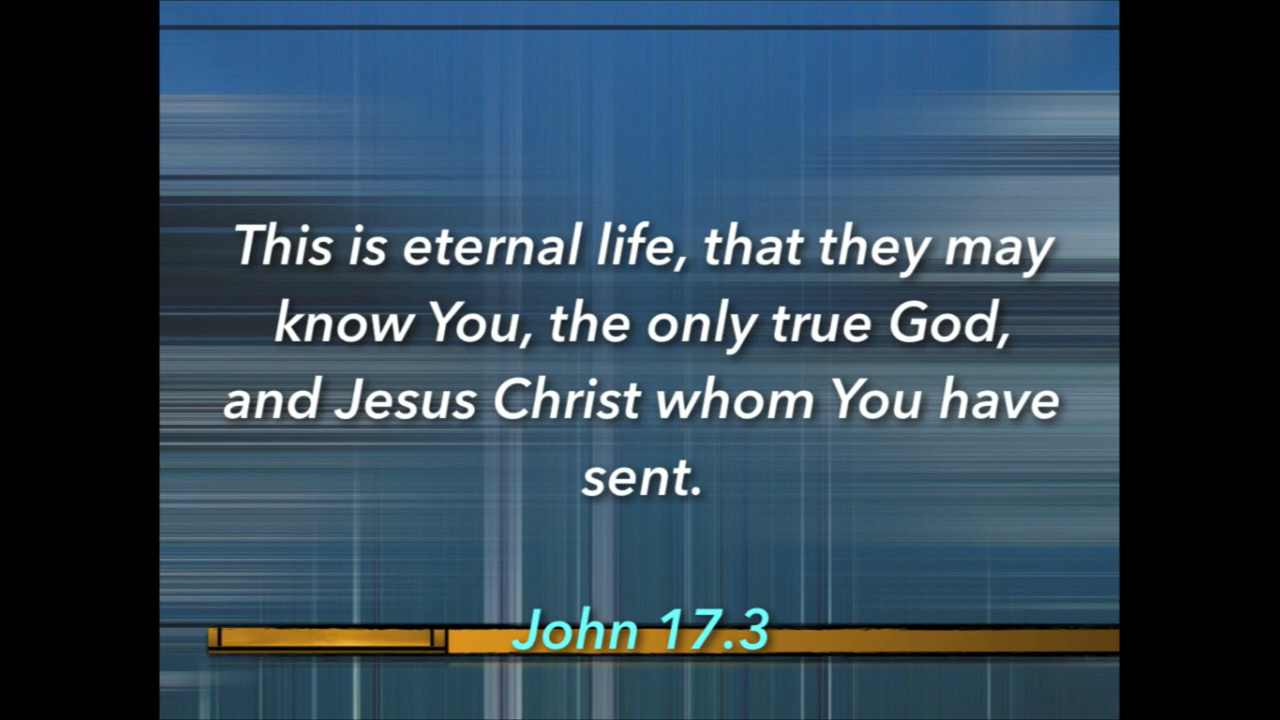 This is eternal life, that they may
know You, the only true God,
and Jesus Christ whom You have
sent.
John 17.3